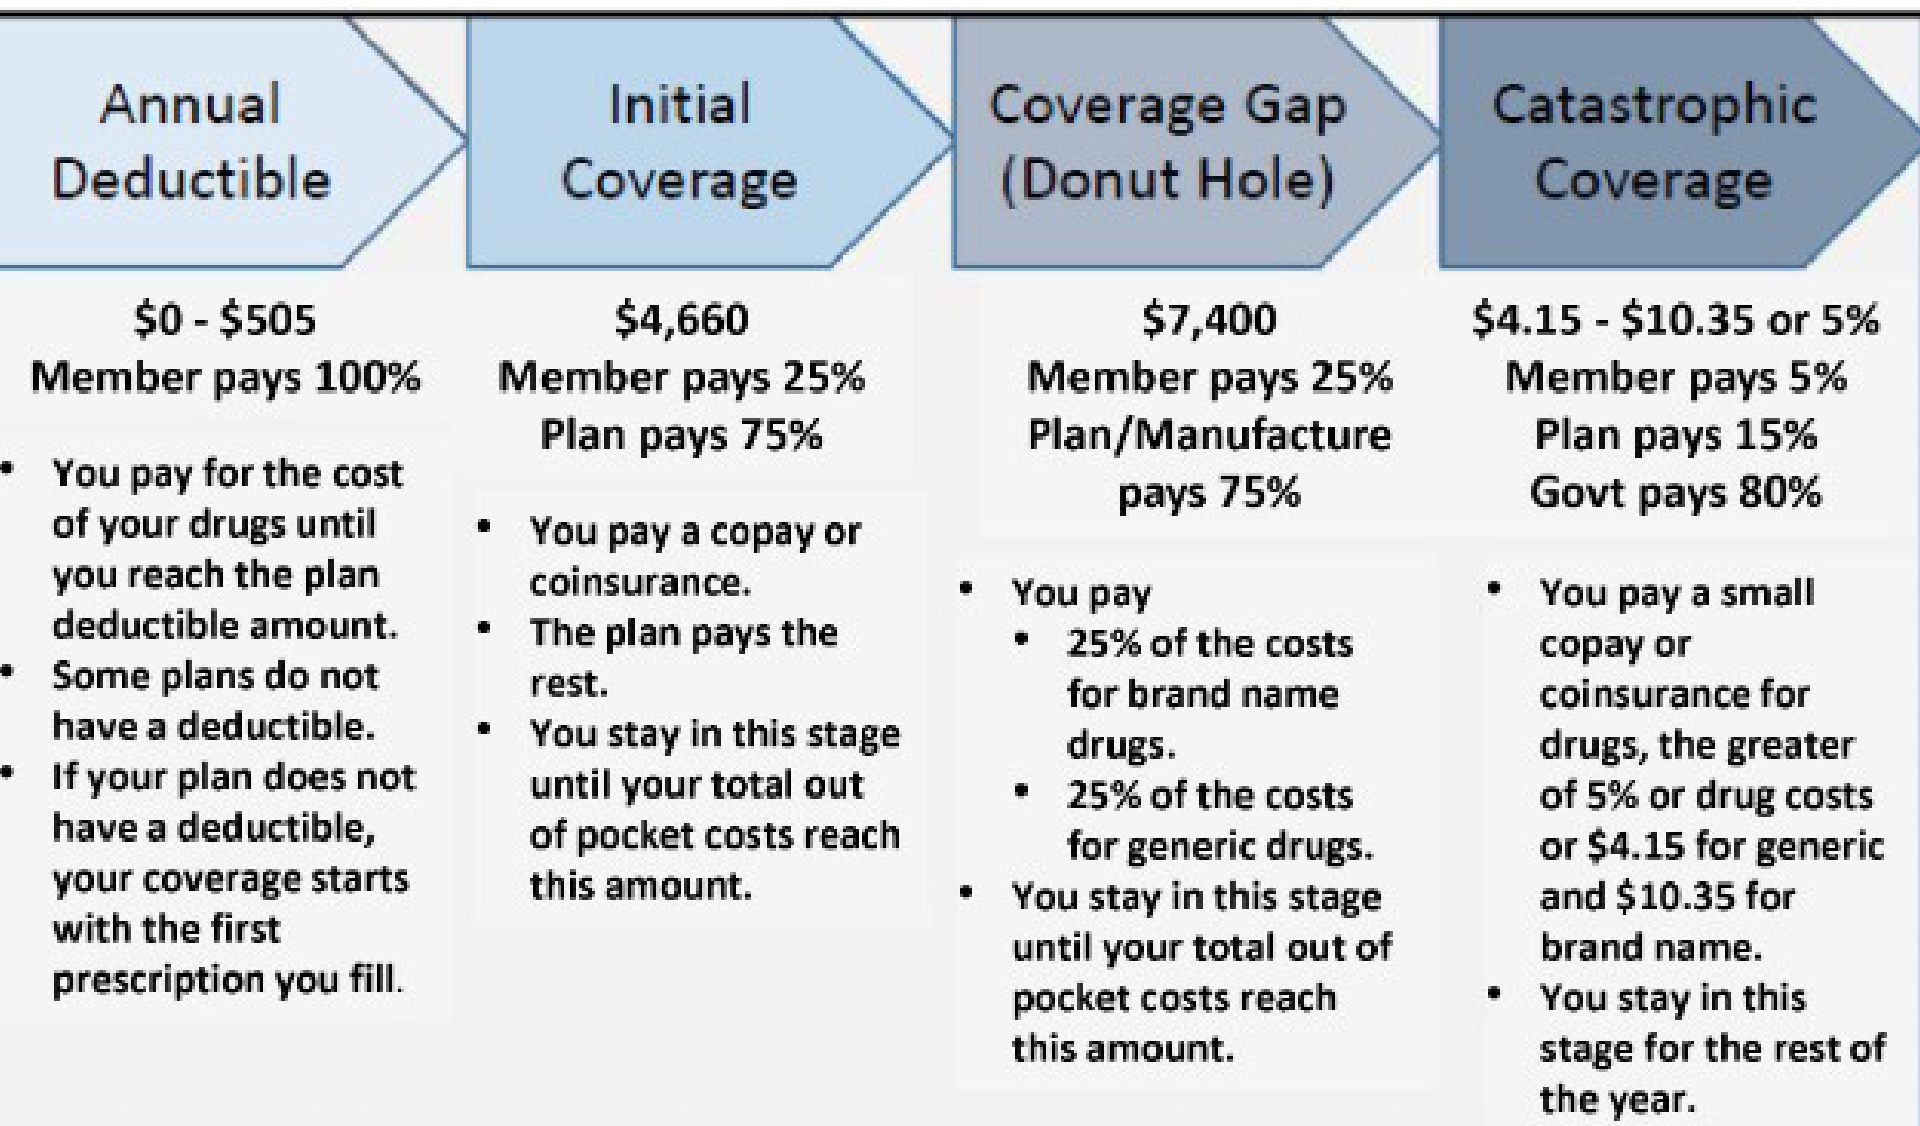 Annual
Deductible
$0 - $505
Member pays 100%
• You pay for the cost
of your drugs until
you reach the plan
deductible amount.
• Some plans do not
have a deductible.
• If your plan does not
have a deductible,
your coverage starts
with the first
prescription you fill.
Initial
Coverage
$4,660
Member pays 25%
Plan pays 75%
• You pay a copay or
coinsurance.
• The plan pays the
rest.
• You stay in this stage
until your total out
of pocket costs reach
this amount.
Coverage Gap
(Donut Hole)
$7,400
Member pays 25%
Plan/Manufacture
pays 75%
• You pay
• 25% of the costs
for brand name
drugs.
• 25% of the costs
for generic drugs.
• You stay in this stage
until your total out of
pocket costs reach
this amount.
Catastrophic
Coverage
$4.15 - $10.35 or 5%
Member pays 5%
Plan pays 15%
Govt pays 80%
• You pay a small
copay or
coinsurance for
drugs, the greater
of 5% or drug costs
or $4.15 for generic
and $10.35 for
brand name.
• You stay in this
stage for the rest of
the year.